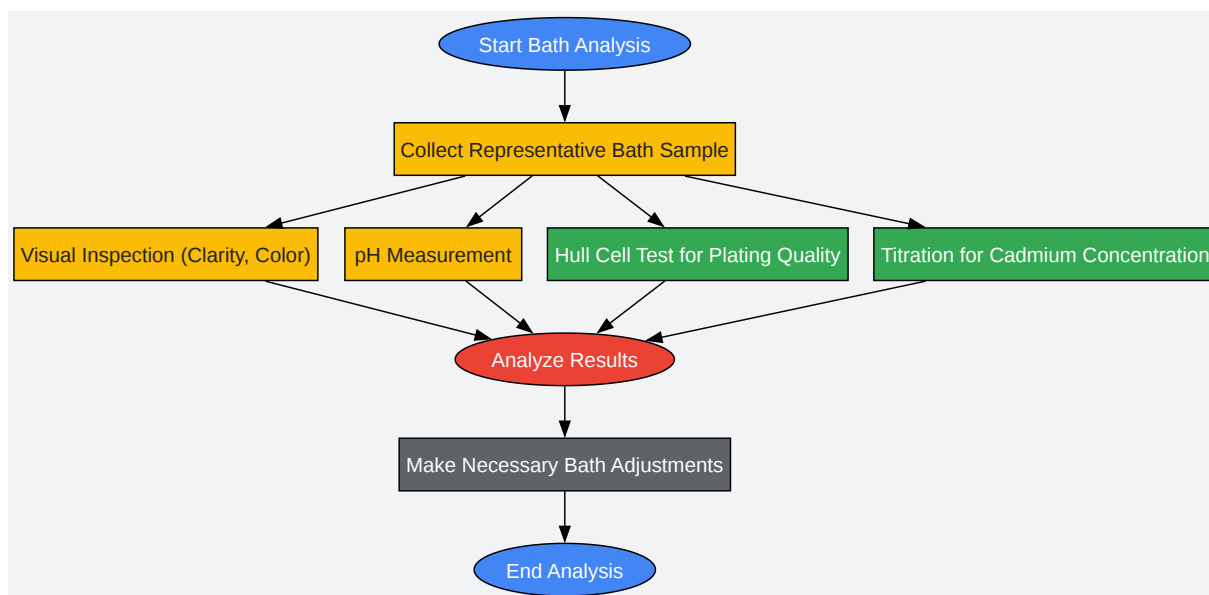 Start Bath Analysis
Collect Representative Bath Sample
Visual Inspection (Clarity, Color)
pH Measurement
Hull Cell Test for Plating Quality
Titration for Cadmium Concentration
Analyze Results
Make Necessary Bath Adjustments
End Analysis